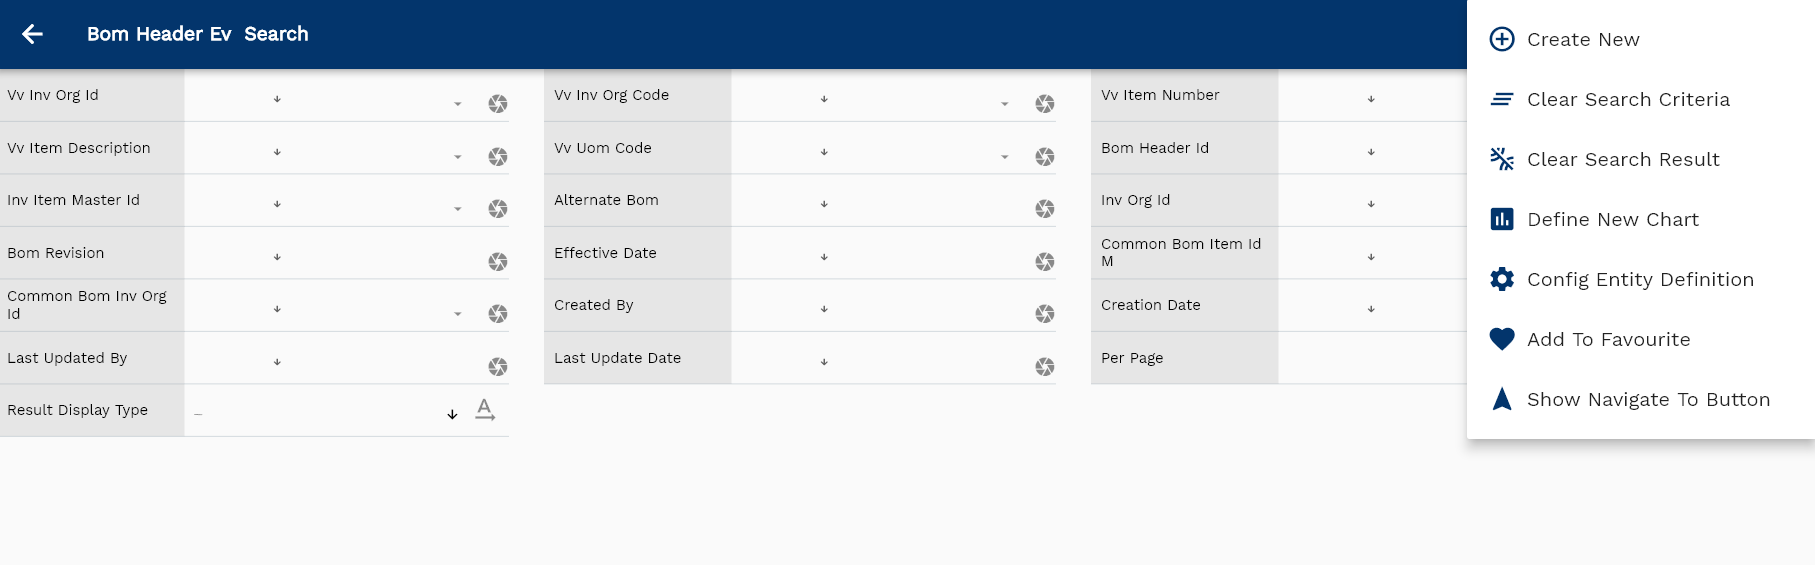 Bom Header Ev Search
Vv Inv Org Id
Vv Inv Org Code
Vv Item Number
Vv Item Description
Vv Uom Code
Bom Header Id
Inv Item Master Id
Alternate Bom
Inv Org Id
Bom Revision
Effective Date
Common Bom Item Id
M
Common Bom Inv Org
Id
Created By
Creation Date
Last Updated By
Last Update Date
Per Page
Result Display Type
Create New
Clear Search Criteria
Clear Search Result
Define New Chart
Config Entity Definition
Add To Favourite
Show Navigate To Button